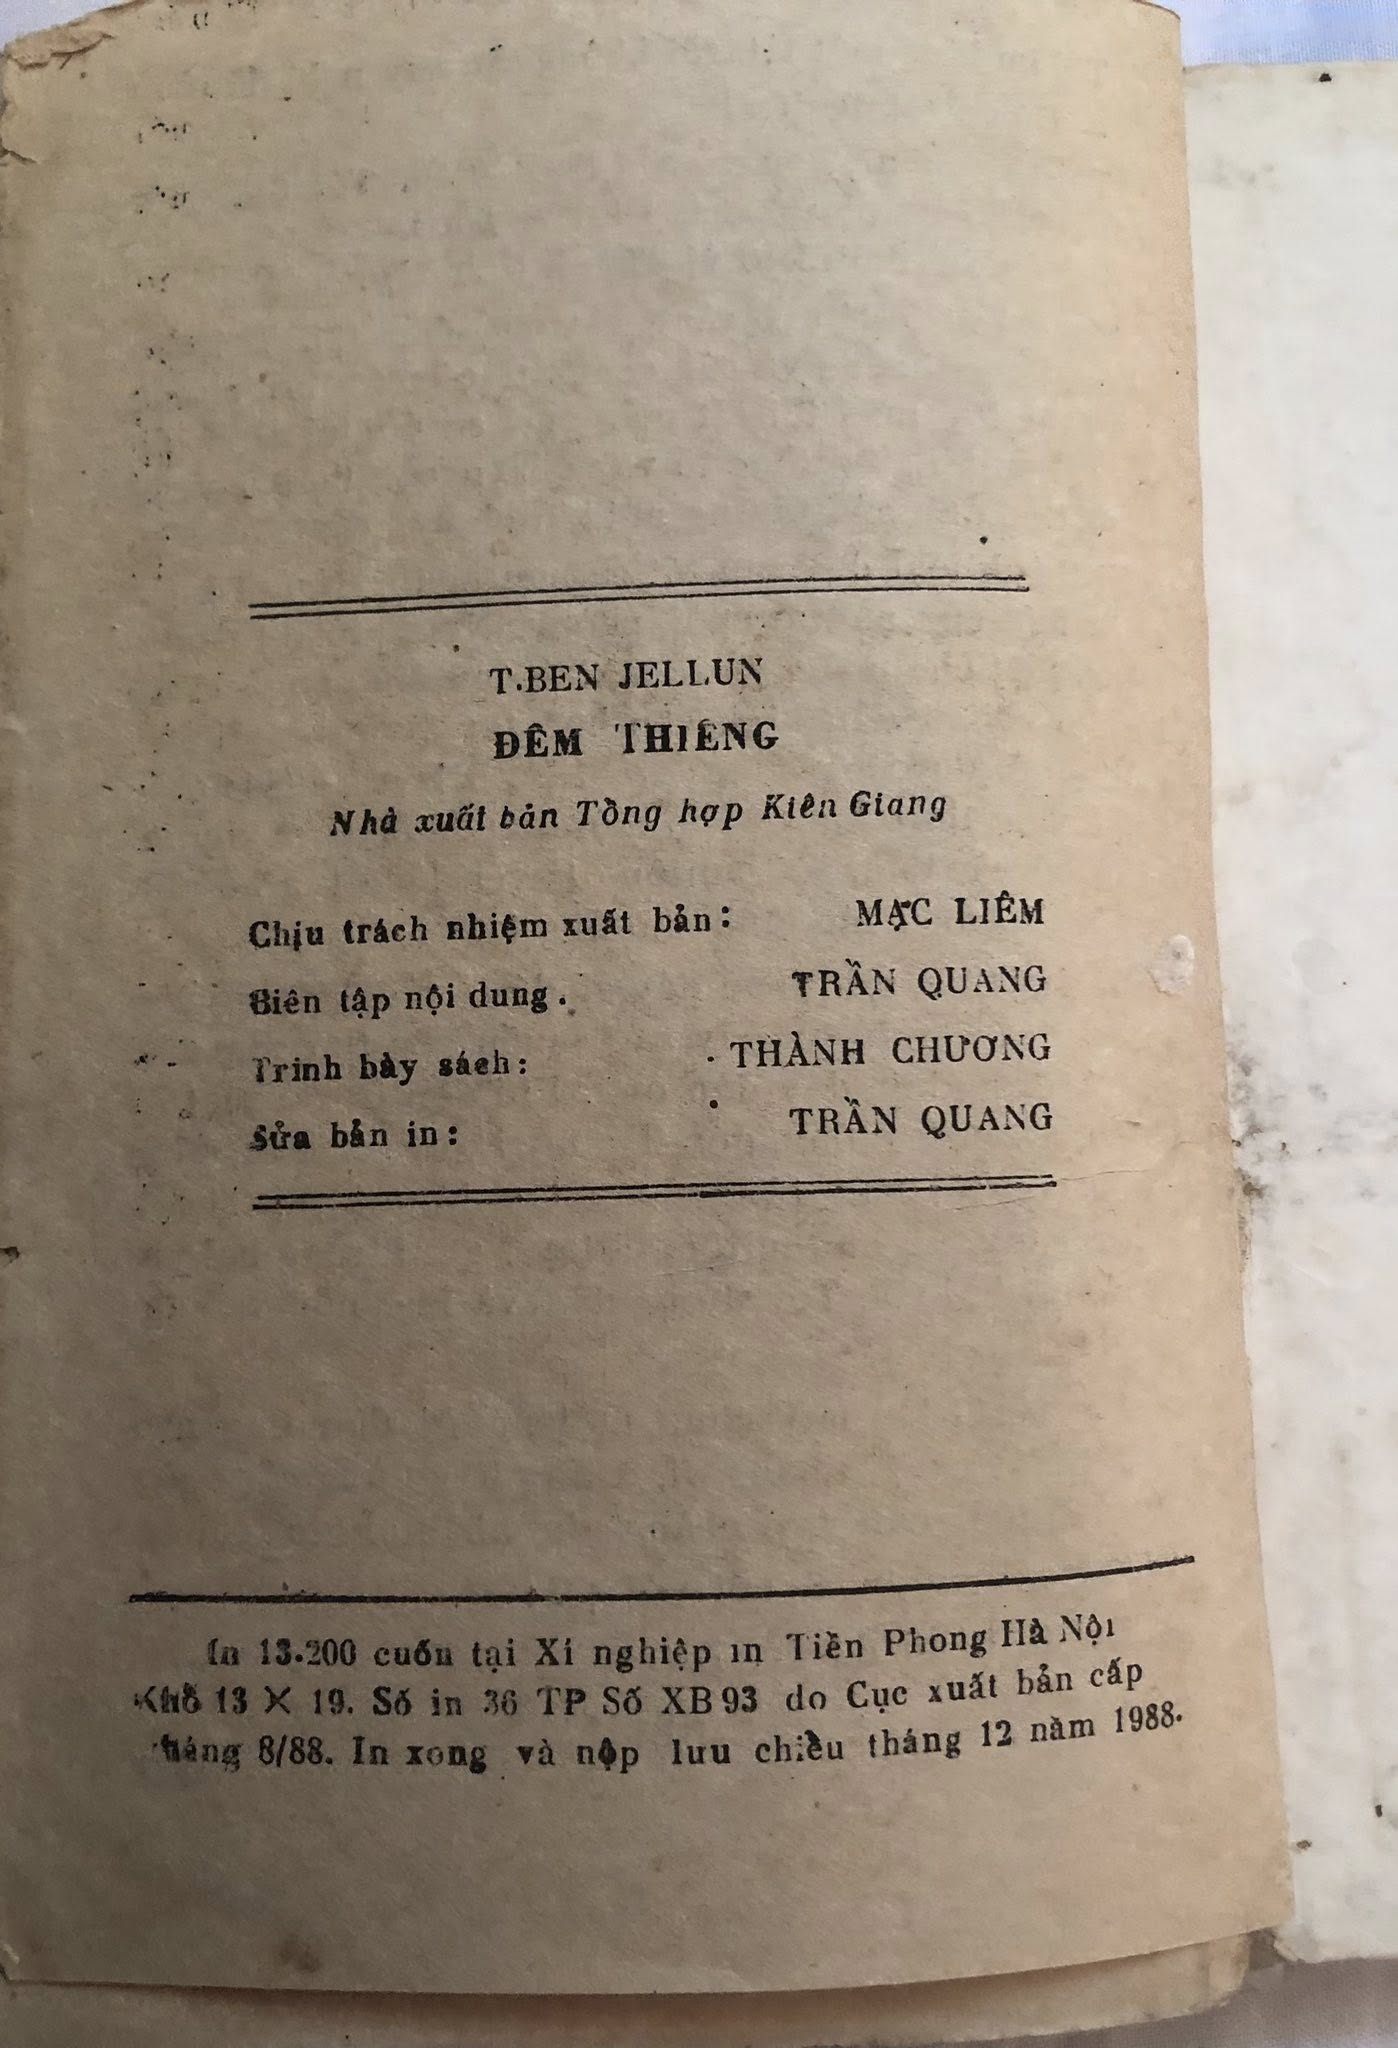 T.BEN JELLUN
ĐÊM THIÊNG
Nhà xuất bản Tổng hợp Kiên Giang
Chịu trách nhiệm xuất bản: MẠC LIÊM
Biên tập nội dung. TRẦN QUANG
Trình bày sách: THÀNH CHƯƠNG
Sửa bản in: TRẦN QUANG
In 13.200 cuốn tại Xí nghiệp in Tiền Phong Hà Nội
Khổ 13 X 19. Số in 36 TP Số XB 93 do Cục xuất bản cấp
tháng 8/88. In xong và nộp lưu chiểu tháng 12 năm 1988.